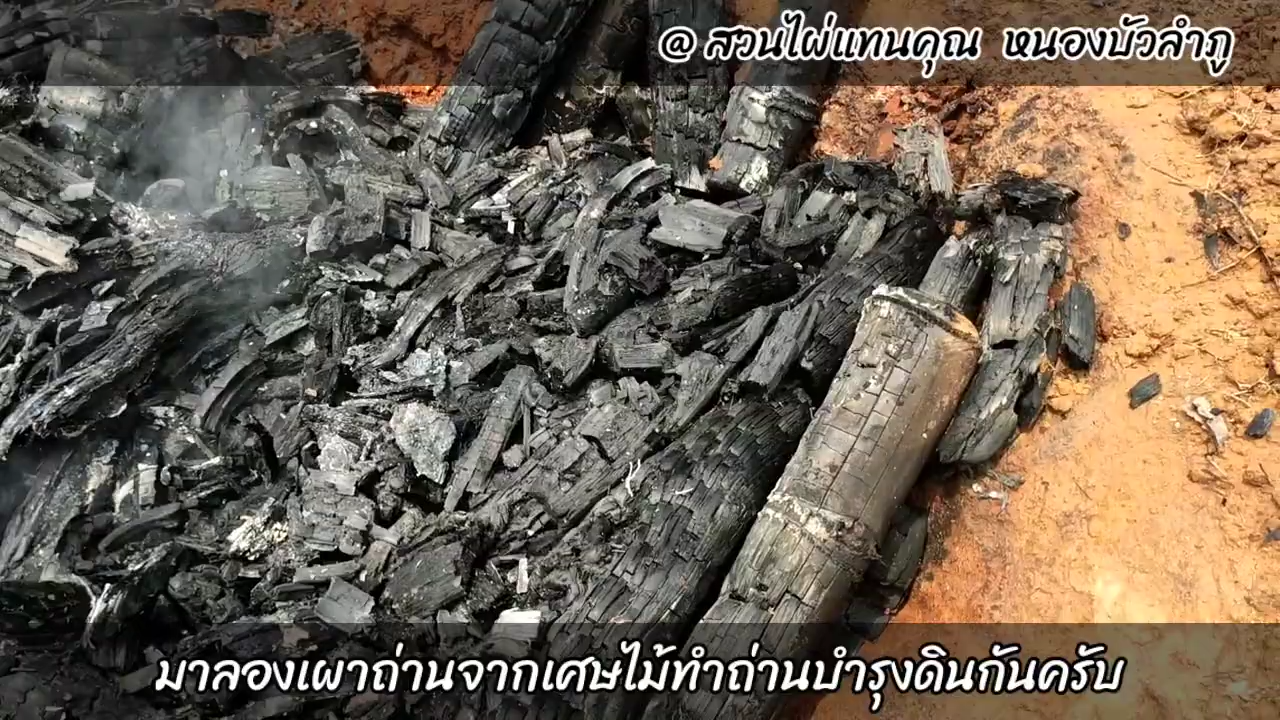 @ สวนไผ่แทนคุณ หนองบัวลำภู
มาลองเผาถ่านจากเศษไม้ทำถ่านบำรุงดินกันครับ